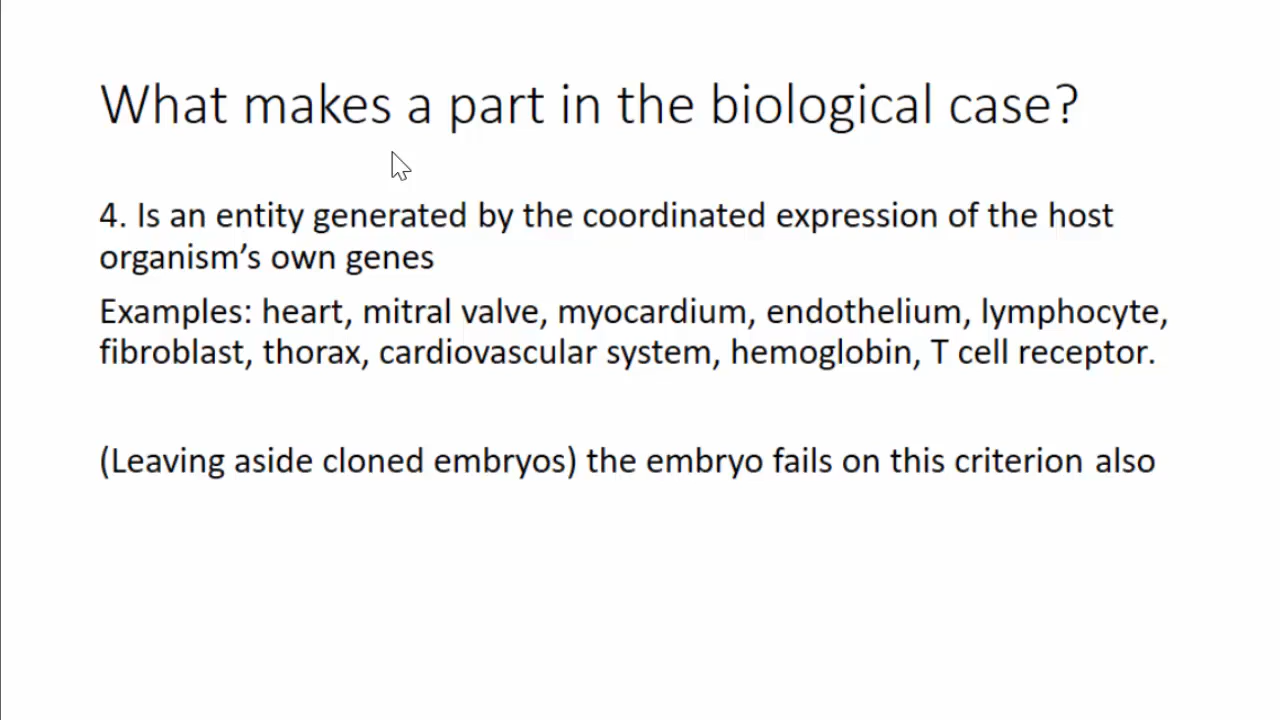 What makes a part in the biological case?
4. Is an entity generated by the coordinated expression of the host
organism’s own genes
Examples: heart, mitral valve, myocardium, endothelium, lymphocyte,
fibroblast, thorax, cardiovascular system, hemoglobin, T cell receptor.
(Leaving aside cloned embryos) the embryo fails on this criterion also